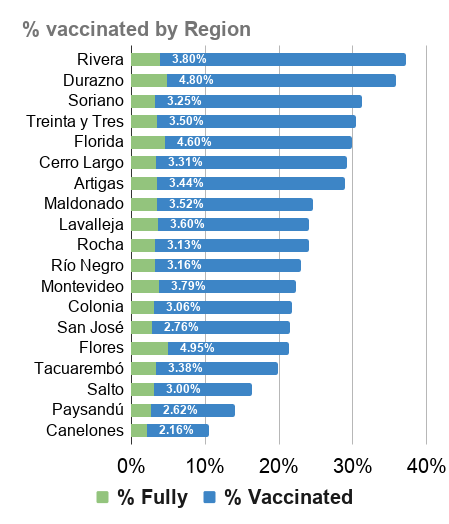 % vaccinated by Region
Rivera 3.80%
Durazno 4.80%
Soriano 3.25%
Treinta y Tres 3.50%
Florida 4.60%
Cerro Largo 3.31%
Artigas 3.44%
Maldonado 3.52%
Lavalleja 3.60%
Rocha 3.13%
Río Negro 3.16%
Montevideo 3.79%
Colonia 3.06%
San José 2.76%
Flores 4.95%
Tacuarembó 3.38%
Salto 3.00%
Paysandú 2.62%
Canelones 2.16%
0% 10% 20% 30% 40%
% Fully % Vaccinated